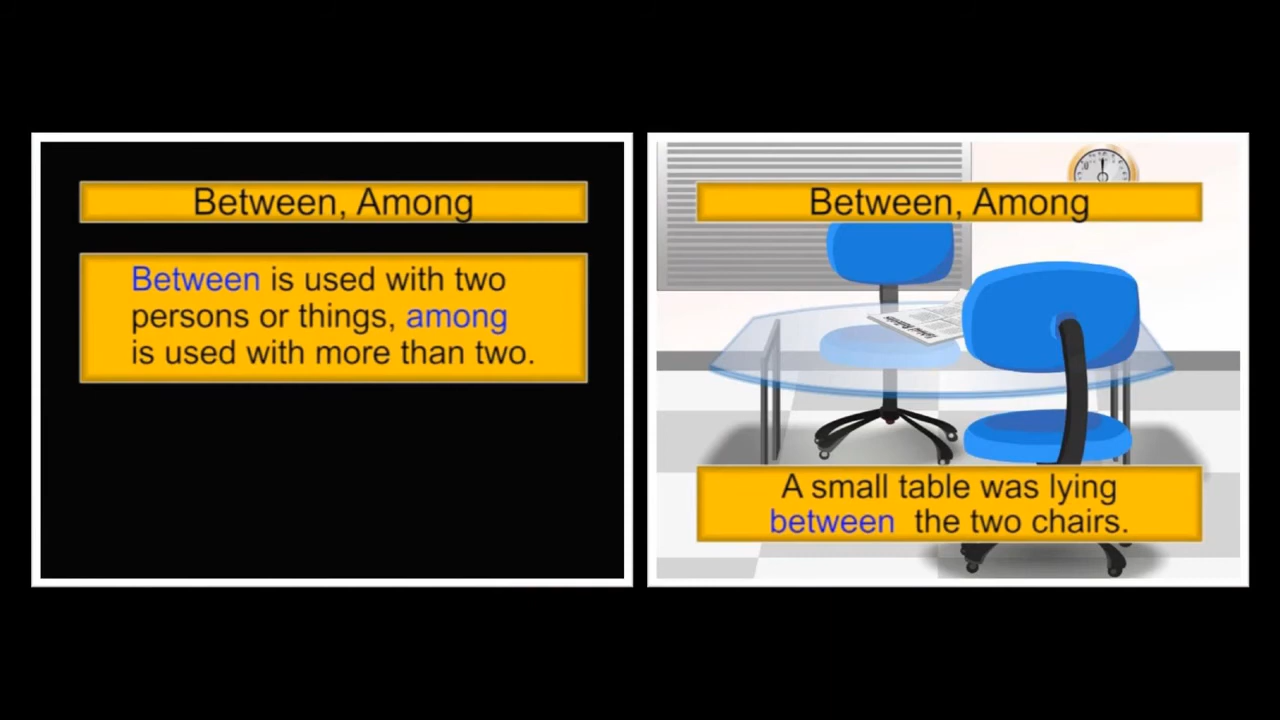 Between, Among
Between is used with two
persons or things, among
is used with more than two.
Between, Among
A small table was lying
between the two chairs.